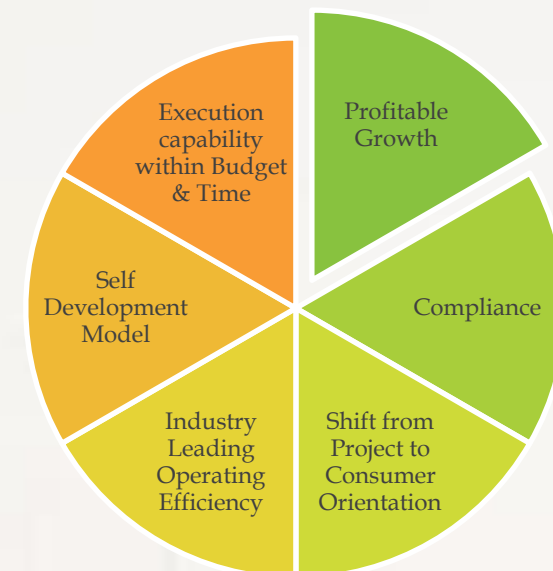 Profitable
Growth
Compliance
Shift from
Project to
Consumer
Orientation
Industry
Leading
Operating
Efficiency
Self
Development
Model
Execution
capability
within Budget
& Time